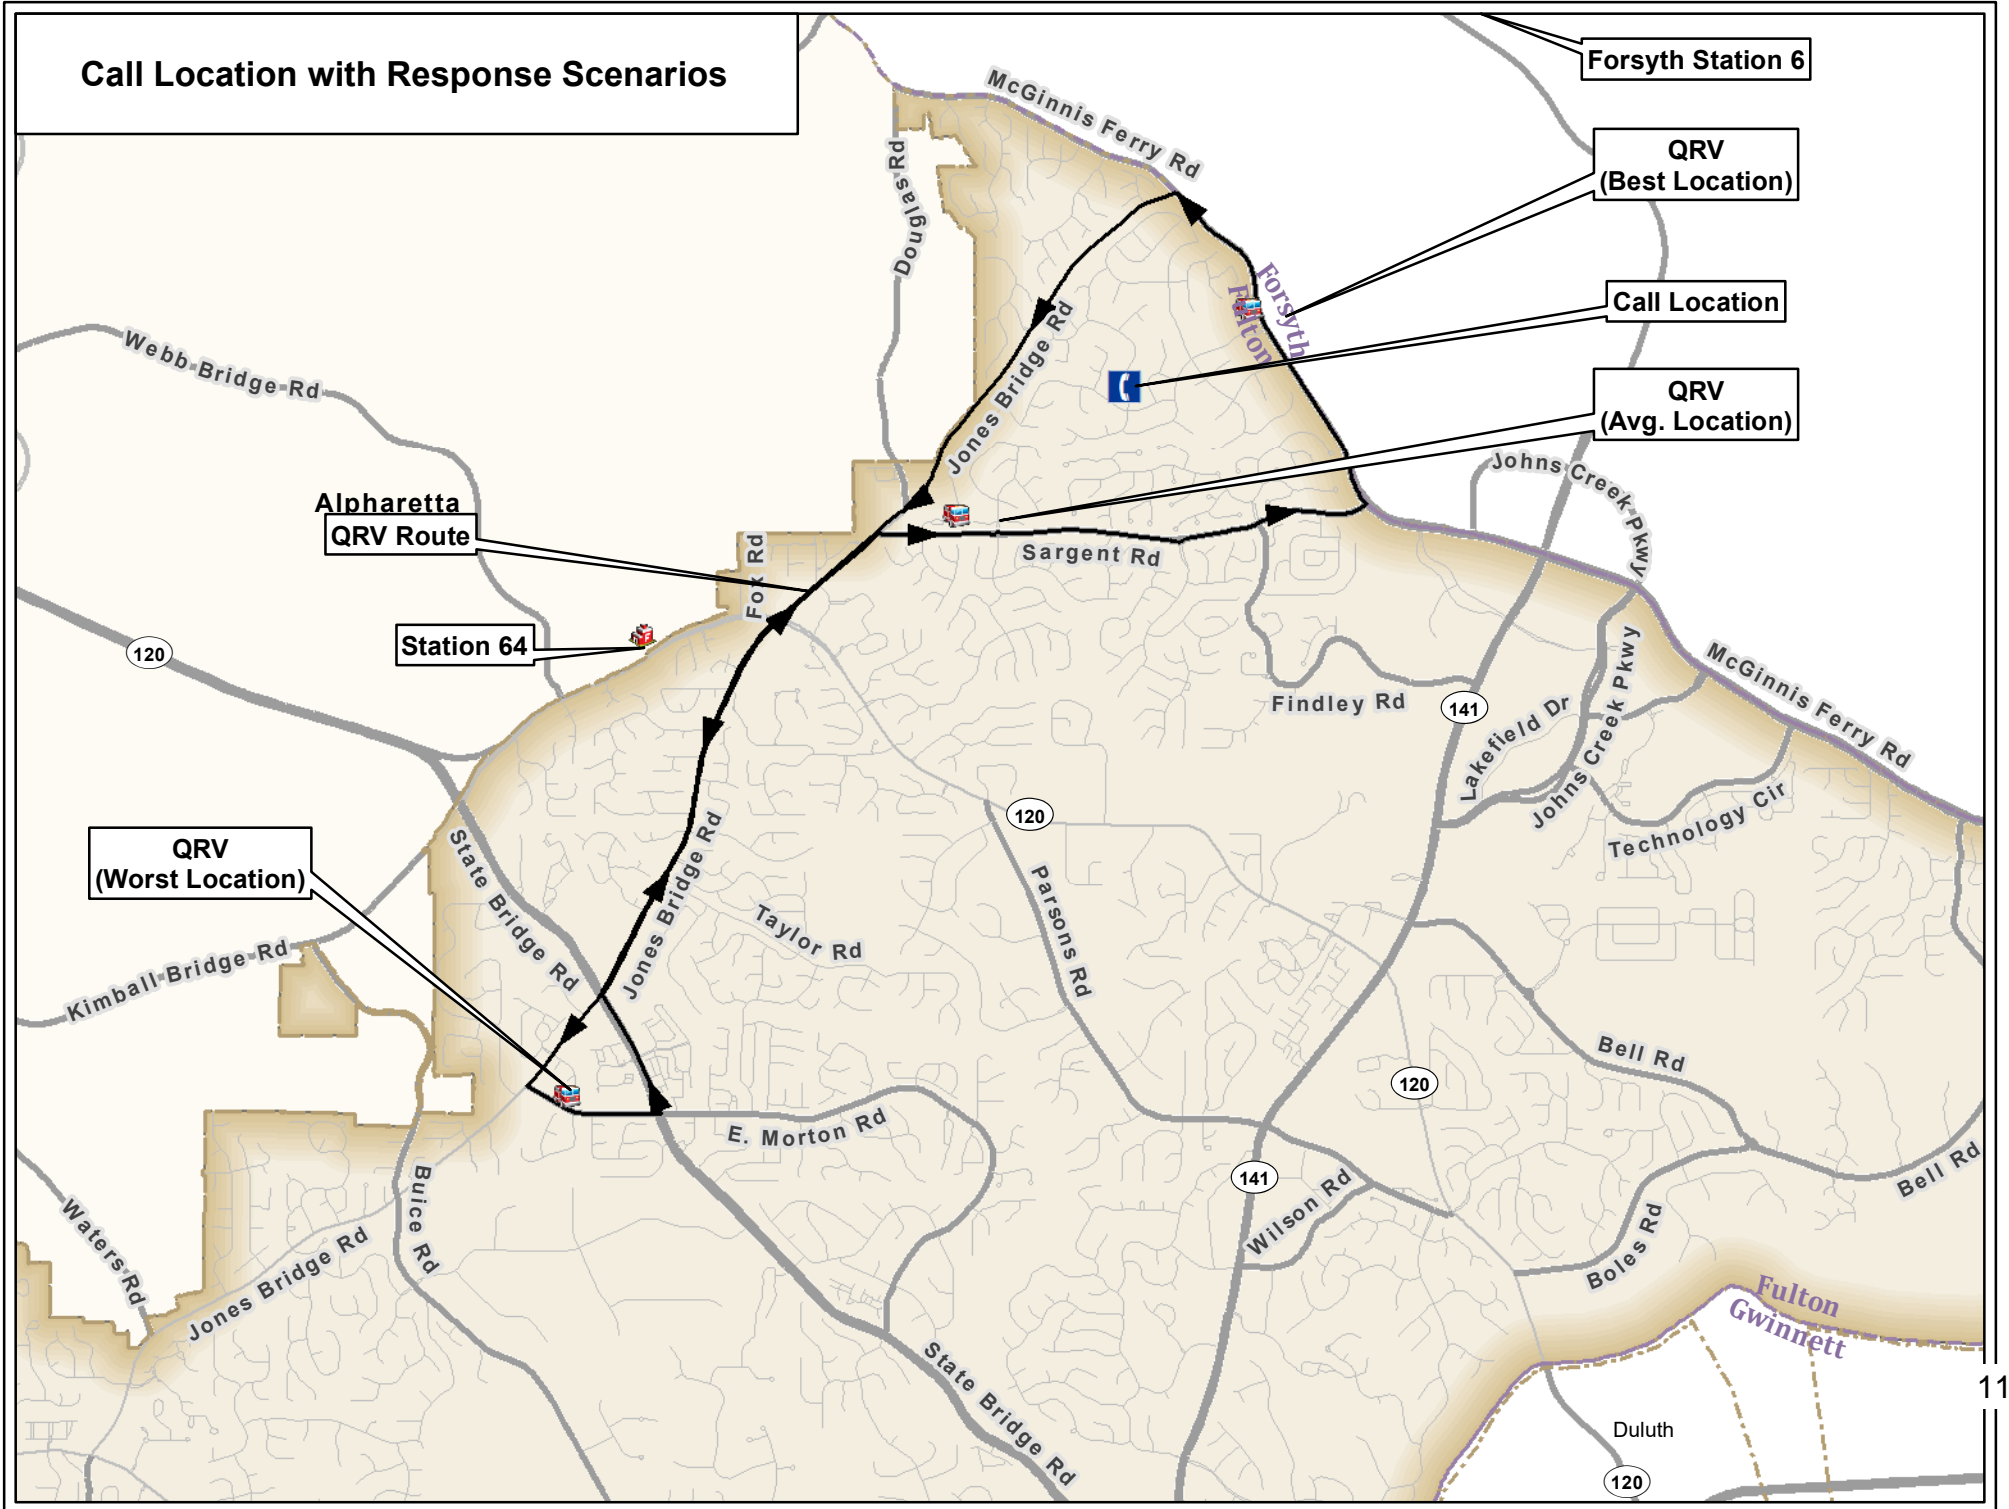 Call Location with Response Scenarios
Forsyth Station 6
McGinnis Ferry Rd
QRV
(Best Location)
Douglas Rd
Forsyth
Fulton
Call Location
Jones Bridge Rd
Webb Bridge Rd
QRV
(Avg. Location)
Johns Creek Pkwy
Alpharetta
QRV Route
Sargent Rd
Fox Rd
Station 64
120
McGinnis Ferry Rd
Findley Rd
141
Lakefield Dr
Johns Creek Pkwy
Technology Cir
120
QRV
(Worst Location)
State Bridge Rd
Jones Bridge Rd
Taylor Rd
Parsons Rd
Kimball Bridge Rd
Bell Rd
120
E. Morton Rd
Bell Rd
141
Wilson Rd
Buice Rd
Waters Rd
Jones Bridge Rd
Boles Rd
Fulton
Gwinnett
State Bridge Rd
11
Duluth
120